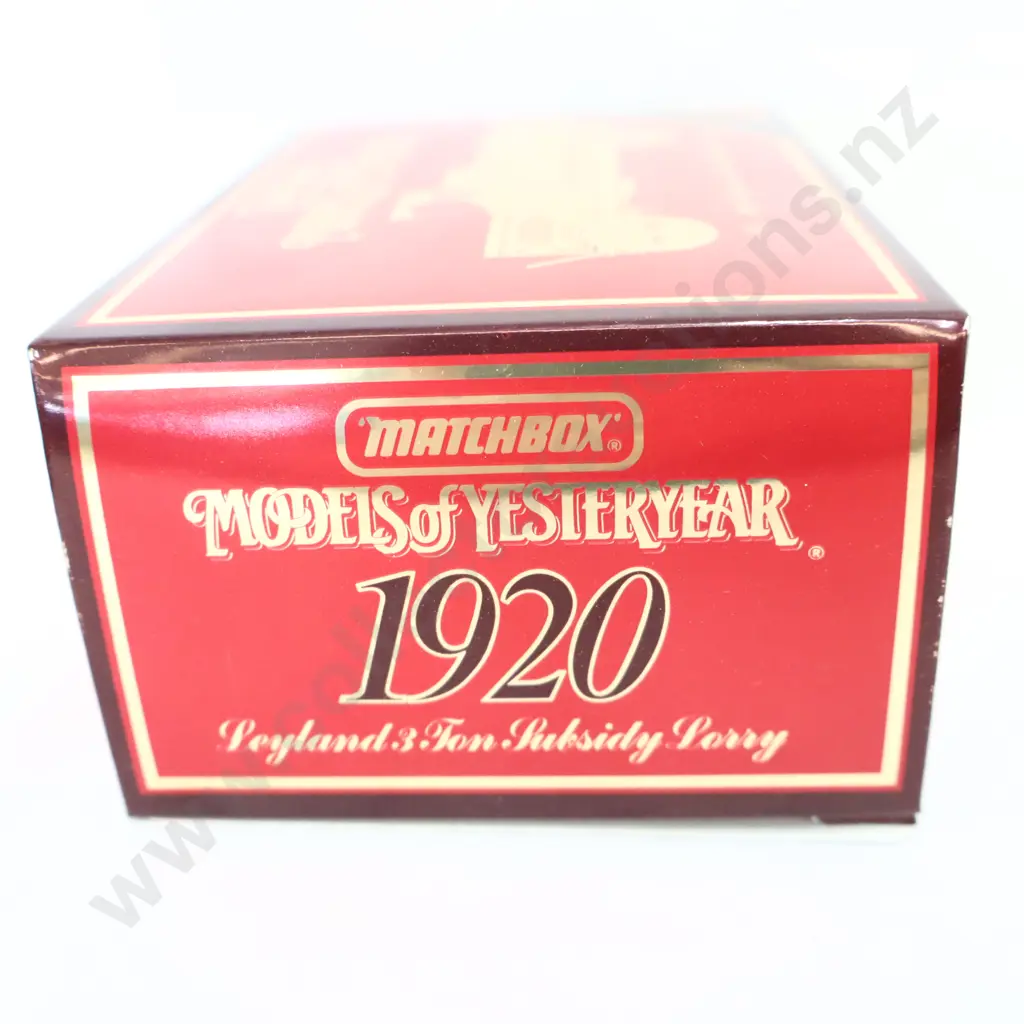 'MATCHBOX'®
MODELS of YESTERYEAR®
1920
Leyland 3 Ton Subsidy Lorry